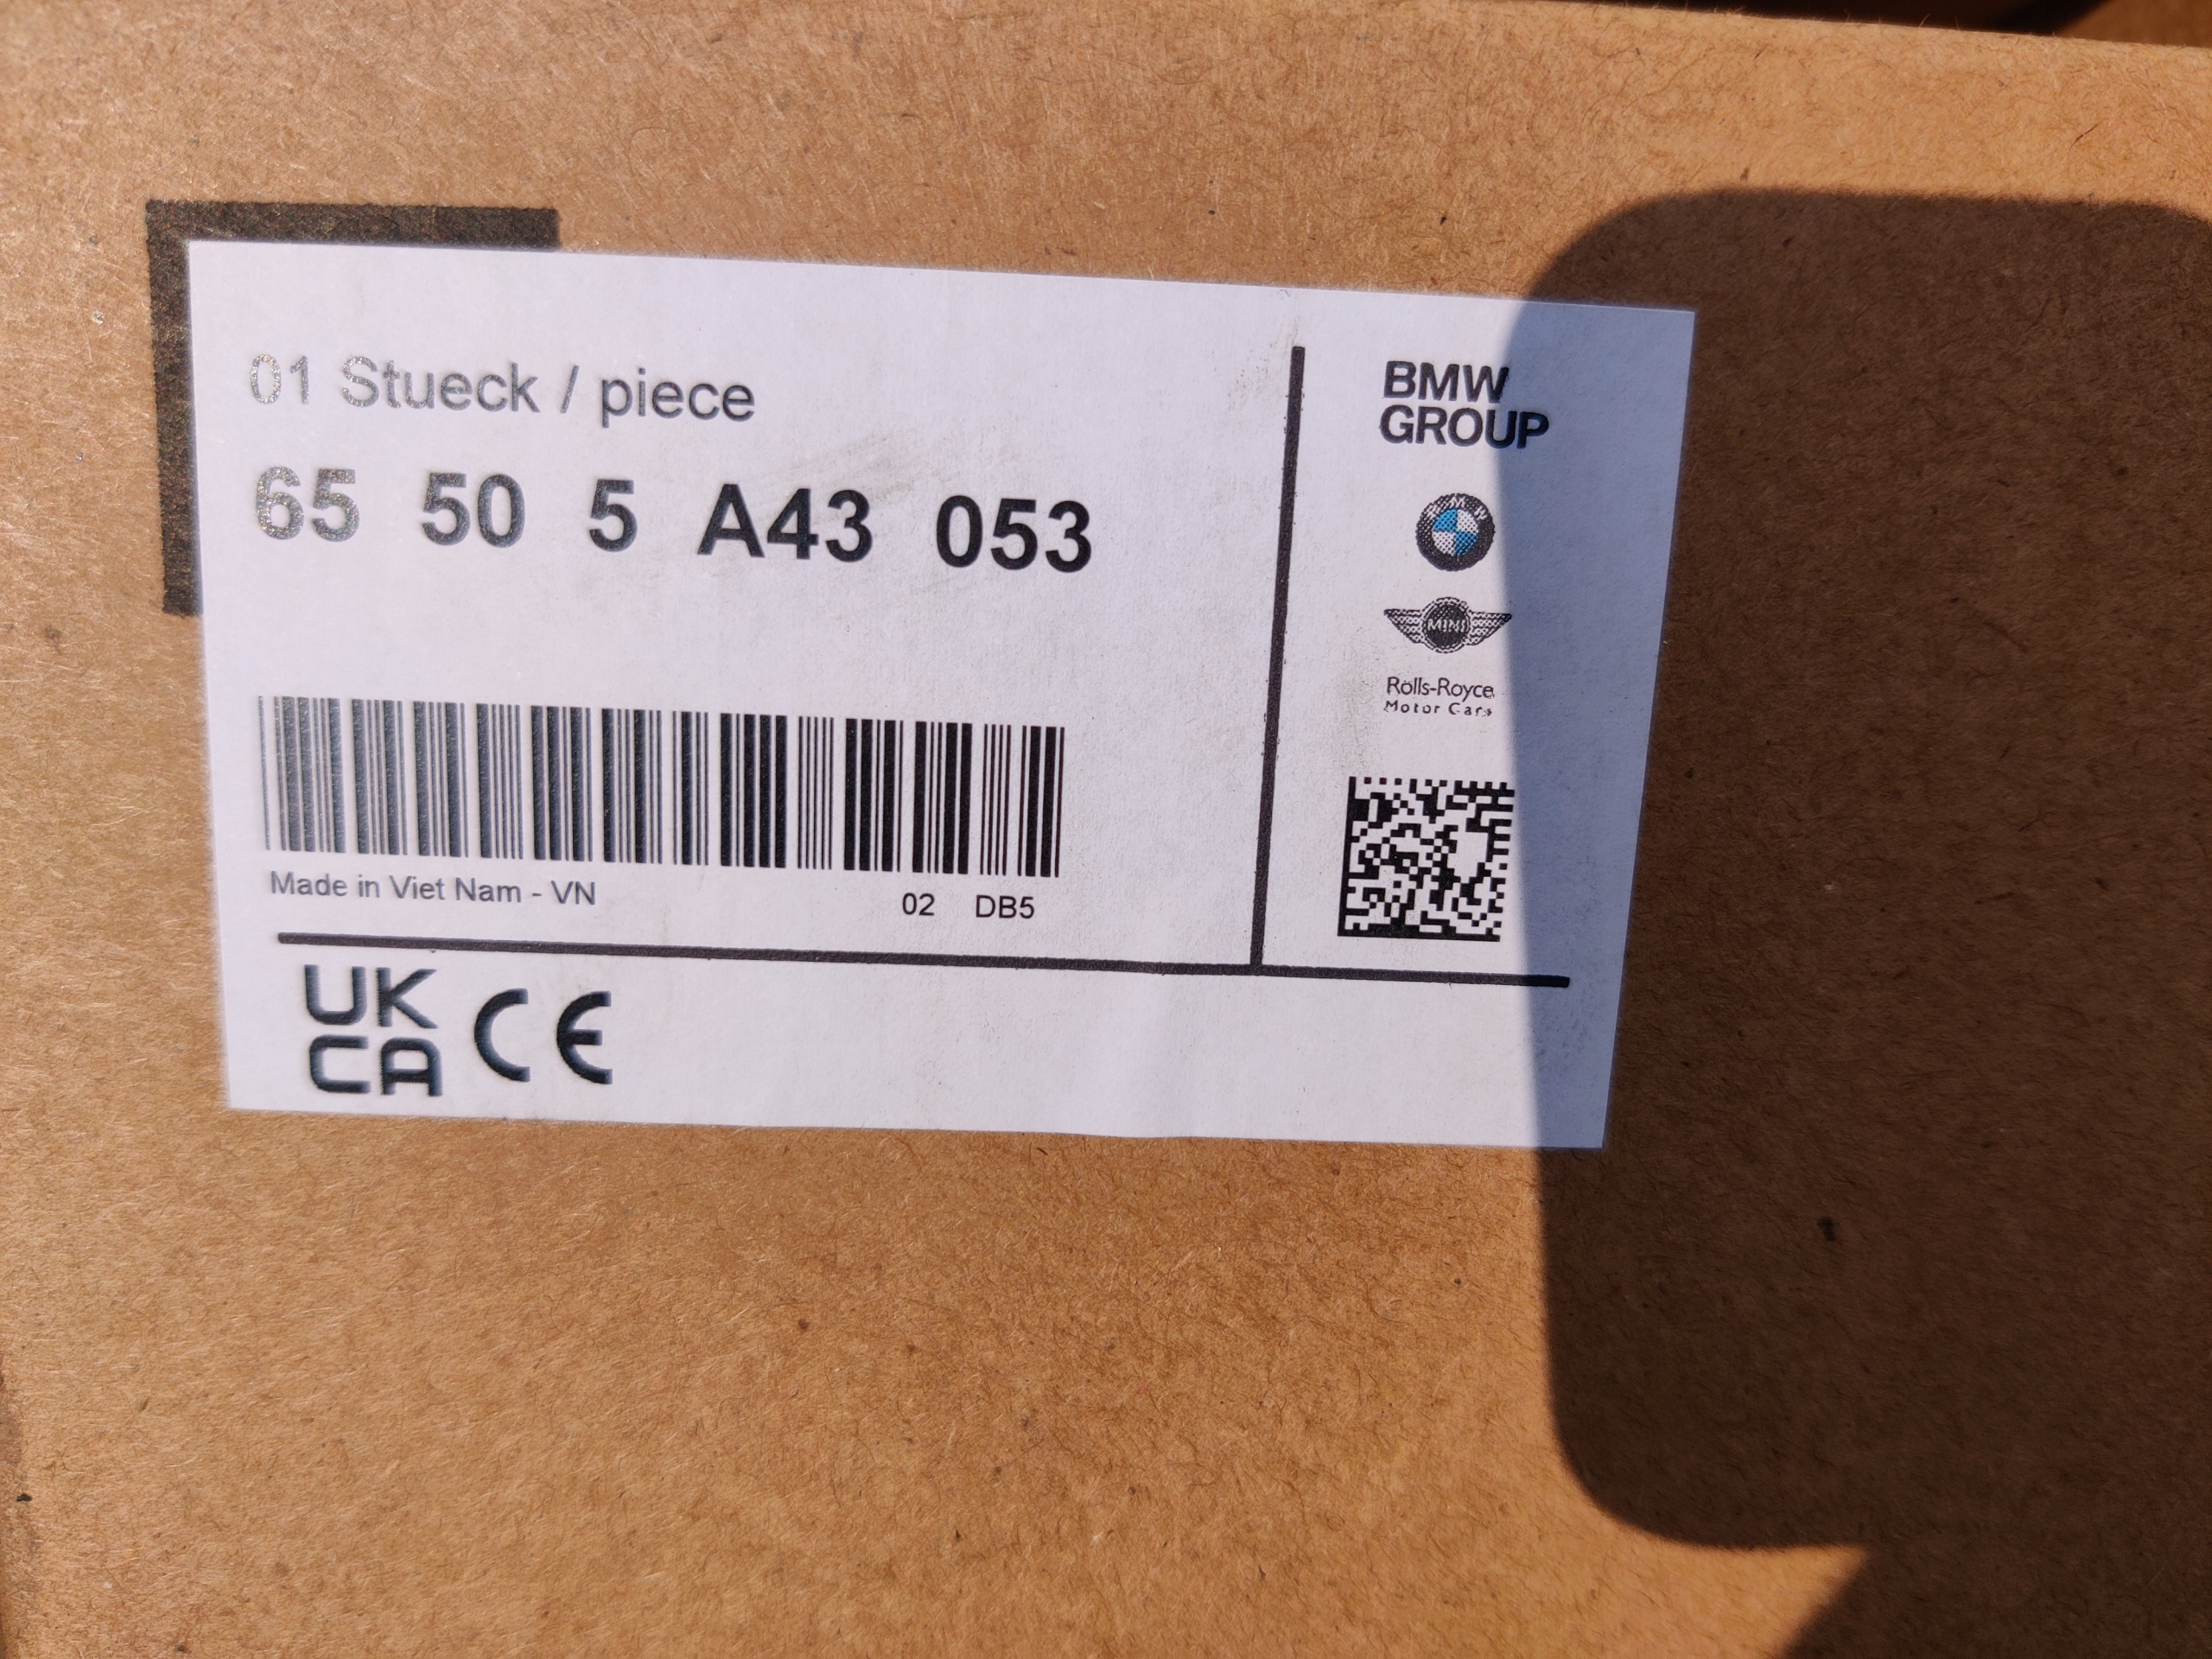 01 Stueck / piece
65 50 5 A43 053
Made in Viet Nam - VN
02 DB5
UK
CA
CE
BMW
GROUP
BMW
MINI
Rolls-Royce
Motor Cars